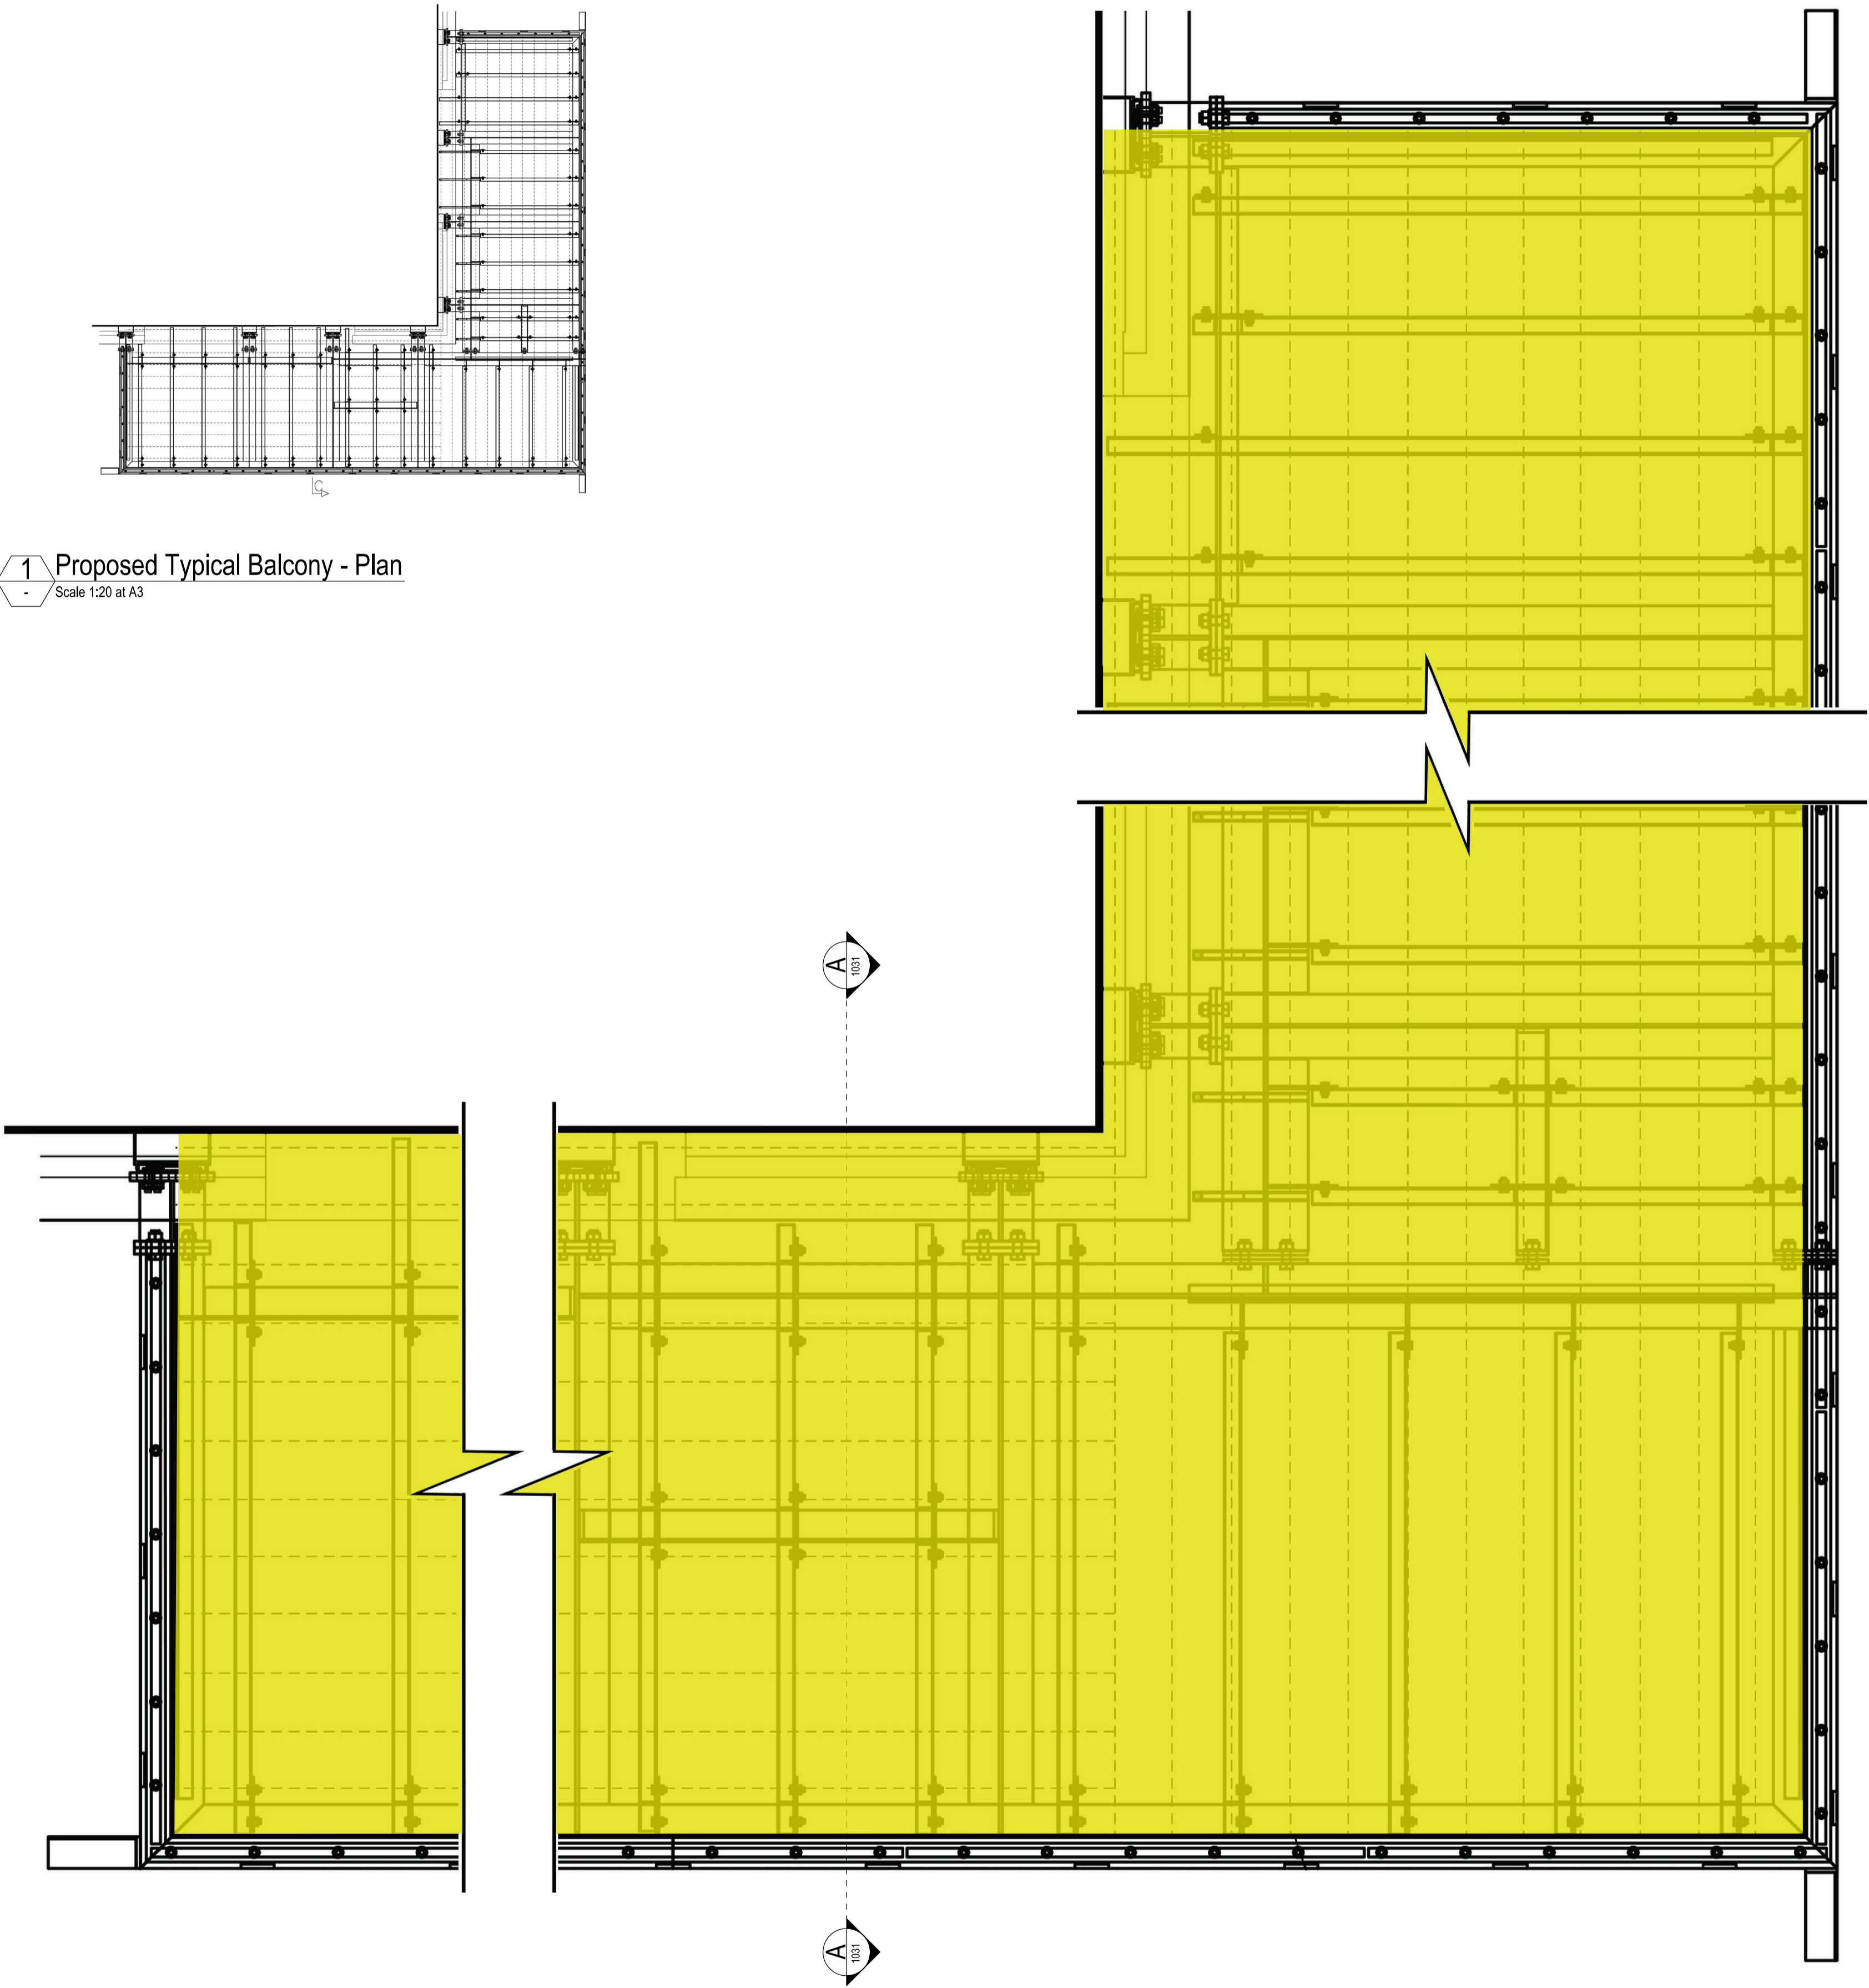 C
1 Proposed Typical Balcony - Plan
- Scale 1:20 at A3
A
1031
A
1031